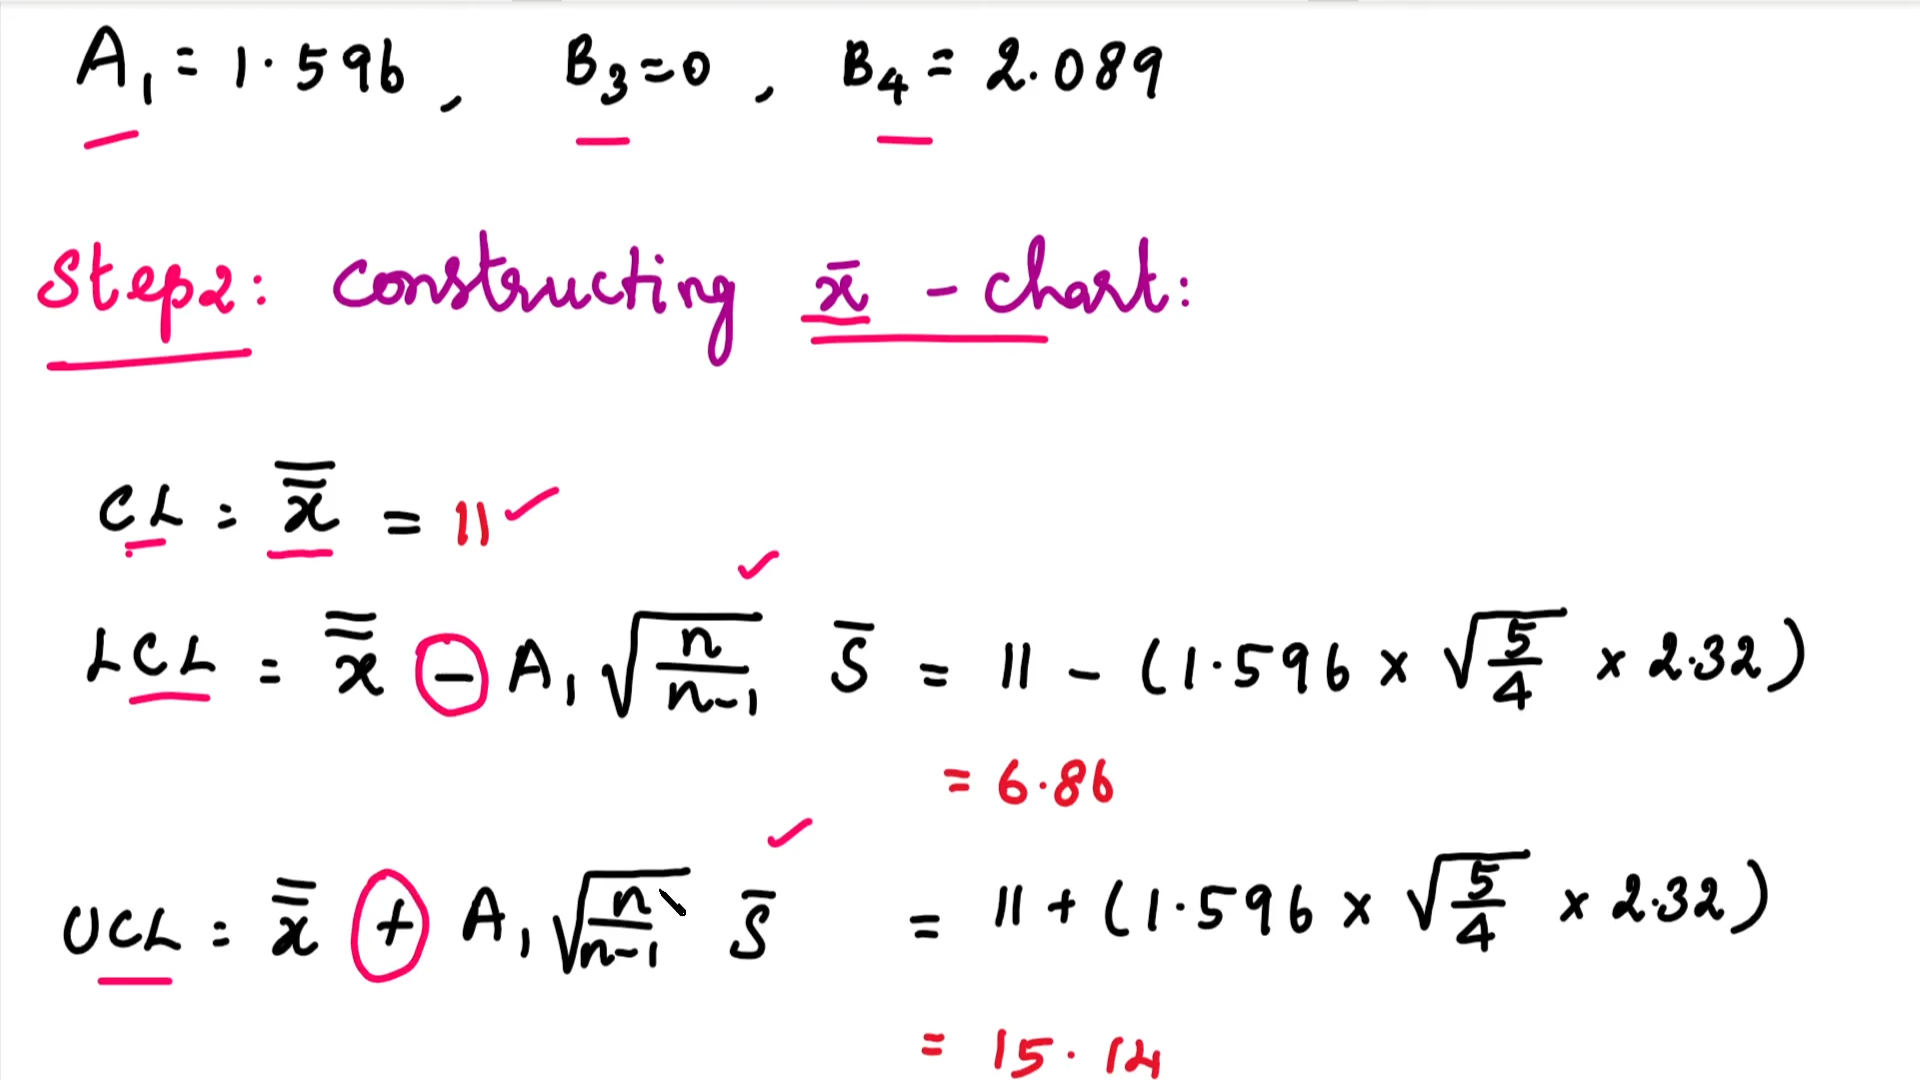 A₁ = 1.596 , B₃ = 0 , B₄ = 2.089
Step2: constructing x̄ - chart:
CL = x̿ = 11 ✓
LCL = x̿ - A₁ √(n/(n-1)) S̄ = 11 - (1.596 × √(5/4) × 2.32) ✓
= 6.86
UCL = x̿ + A₁ √(n/(n-1)) S̄ = 11 + (1.596 × √(5/4) × 2.32) ✓
= 15.14